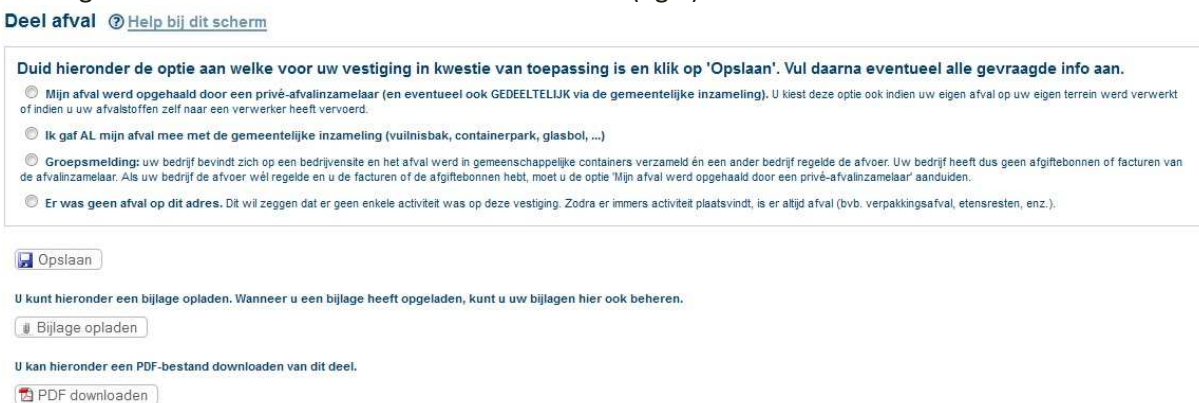 Deel afval Help bij dit scherm
Duid hieronder de optie aan welke voor uw vestiging in kwestie van toepassing is en klik op 'Opslaan'. Vul daarna eventueel alle gevraagde info aan.
Mijn afval werd opgehaald door een privé-afvalinzamelaar (en eventueel ook GEDEELTELIJK via de gemeentelijke inzameling). U kiest deze optie ook indien uw eigen afval op uw eigen terrein werd verwerkt
of indien u uw afvalstoffen zelf naar een verwerker heeft vervoerd.
Ik gaf AL mijn afval mee met de gemeentelijke inzameling (vuilnisbak, containerpark, glasbol, ...)
Groepsmelding: uw bedrijf bevindt zich op een bedrijvensite en het afval werd in gemeenschappelijke containers verzameld én een ander bedrijf regelde de afvoer. Uw bedrijf heeft dus geen afgiftebonnen of facturen van
de afvalinzamelaar. Als uw bedrijf de afvoer wél regelde en u de facturen of de afgiftebonnen hebt, moet u de optie 'Mijn afval werd opgehaald door een privé-afvalinzamelaar' aanduiden.
Er was geen afval op dit adres. Dit wil zeggen dat er geen enkele activiteit was op deze vestiging. Zodra er immers activiteit plaatsvindt, is er altijd afval (bvb. verpakkingsafval, etensresten, enz.).
Opslaan
U kunt hieronder een bijlage opladen. Wanneer u een bijlage heeft opgeladen, kunt u uw bijlagen hier ook beheren.
Bijlage opladen
U kan hieronder een PDF-bestand downloaden van dit deel.
PDF downloaden